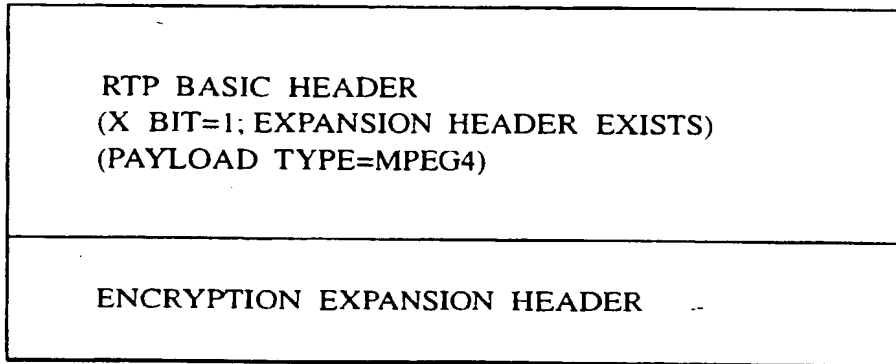 RTP BASIC HEADER
(X BIT=1; EXPANSION HEADER EXISTS)
(PAYLOAD TYPE=MPEG4)
ENCRYPTION EXPANSION HEADER